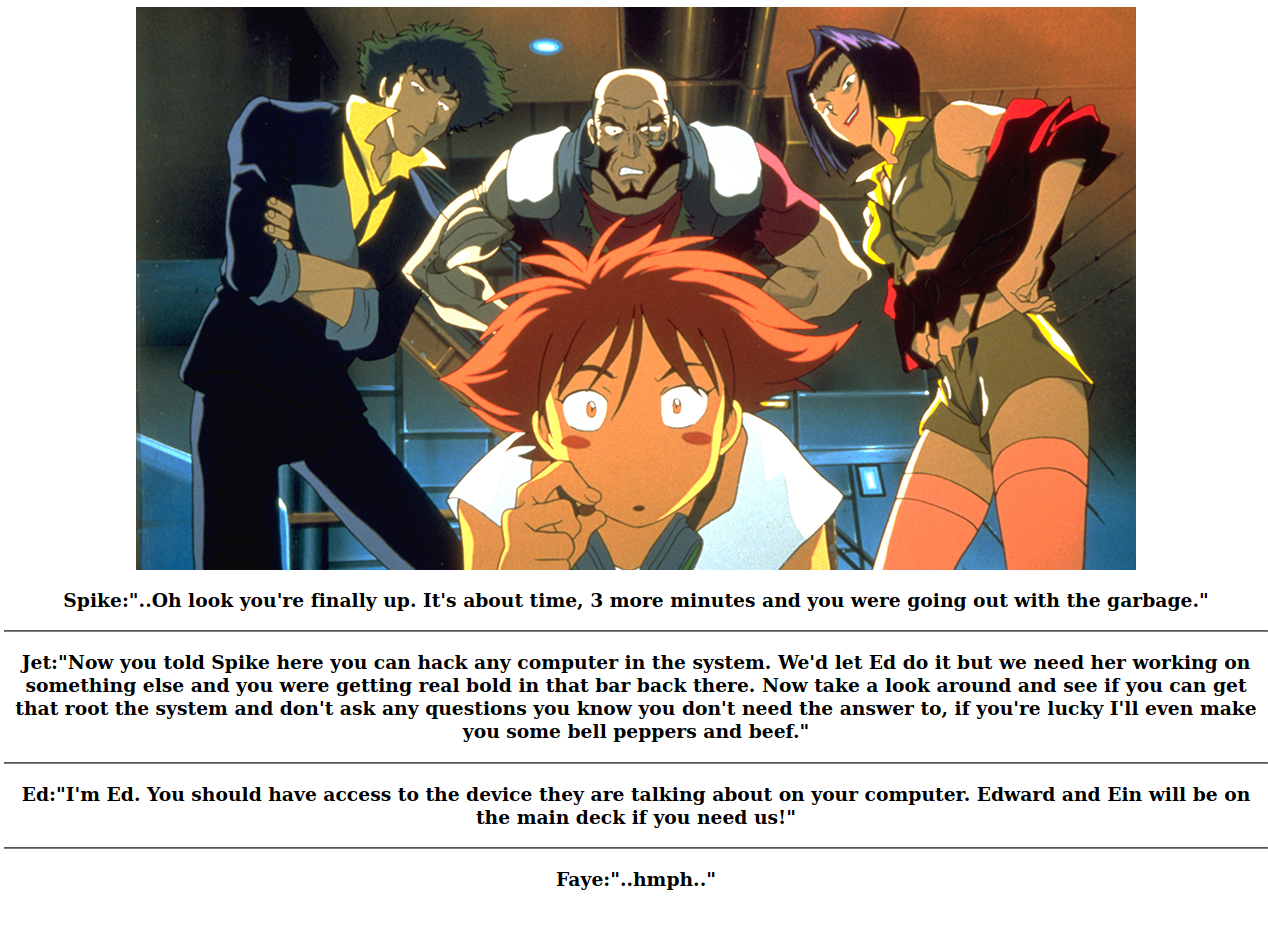 Spike:"..Oh look you're finally up. It's about time, 3 more minutes and you were going out with the garbage."
Jet:"Now you told Spike here you can hack any computer in the system. We'd let Ed do it but we need her working on
something else and you were getting real bold in that bar back there. Now take a look around and see if you can get
that root the system and don't ask any questions you know you don't need the answer to, if you're lucky I'll even make
you some bell peppers and beef."
Ed:"I'm Ed. You should have access to the device they are talking about on your computer. Edward and Ein will be on
the main deck if you need us!"
Faye:"..hmph.."